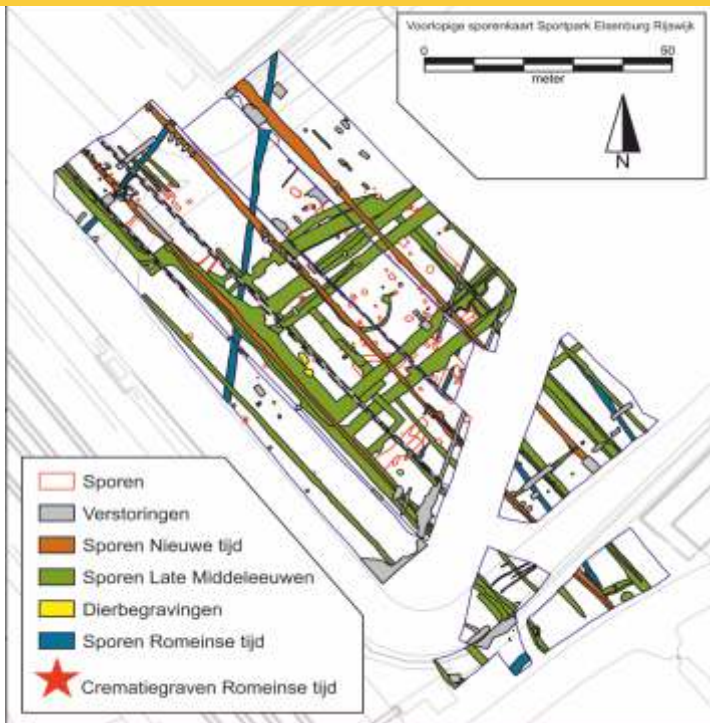 Voorlopige sporenkaart Sportpark Elsenburg Rijswijk
0 50
meter
N
Sporen
Verstoringen
Sporen Nieuwe tijd
Sporen Late Middeleeuwen
Dierbegravingen
Sporen Romeinse tijd
Crematiegraven Romeinse tijd